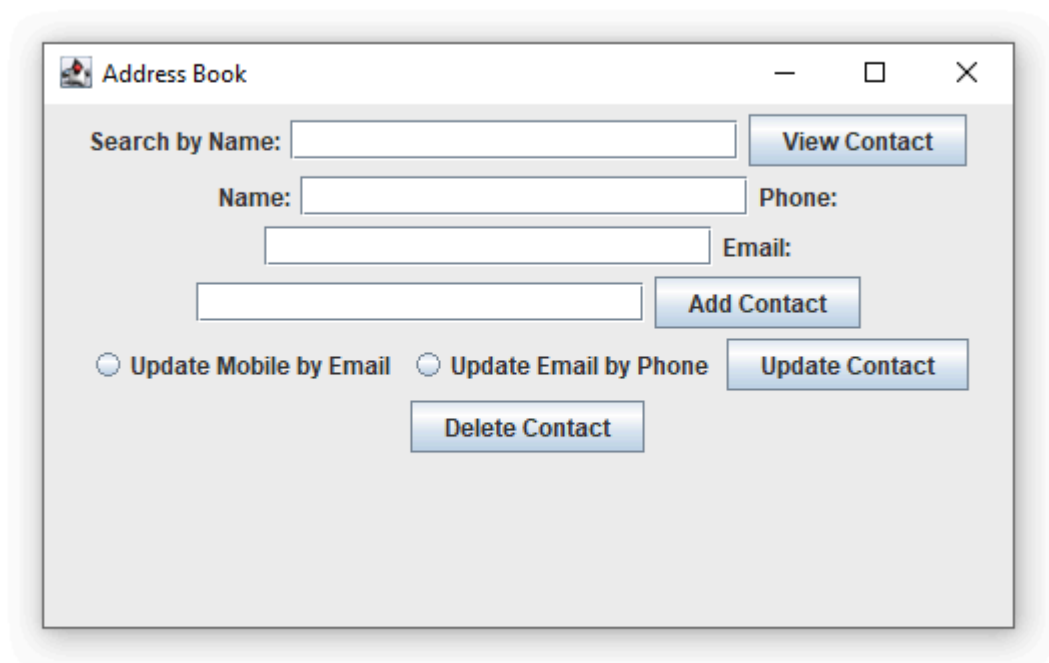 Address Book
Search by Name: View Contact
Name: Phone:
Email:
Add Contact
Update Mobile by Email Update Email by Phone Update Contact
Delete Contact